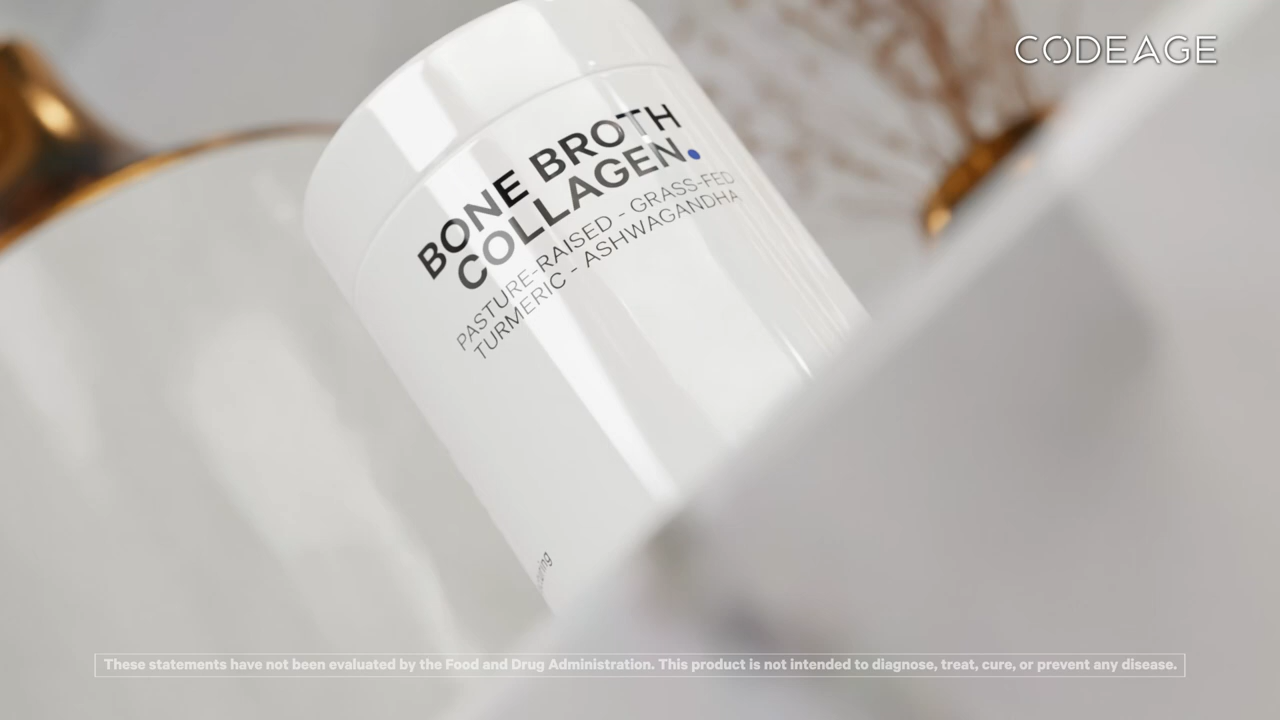 CODEAGE
BONE BROTH
COLLAGEN.
PASTURE-RAISED - GRASS-FED
TURMERIC - ASHWAGANDHA
These statements have not been evaluated by the Food and Drug Administration. This product is not intended to diagnose, treat, cure, or prevent any disease.